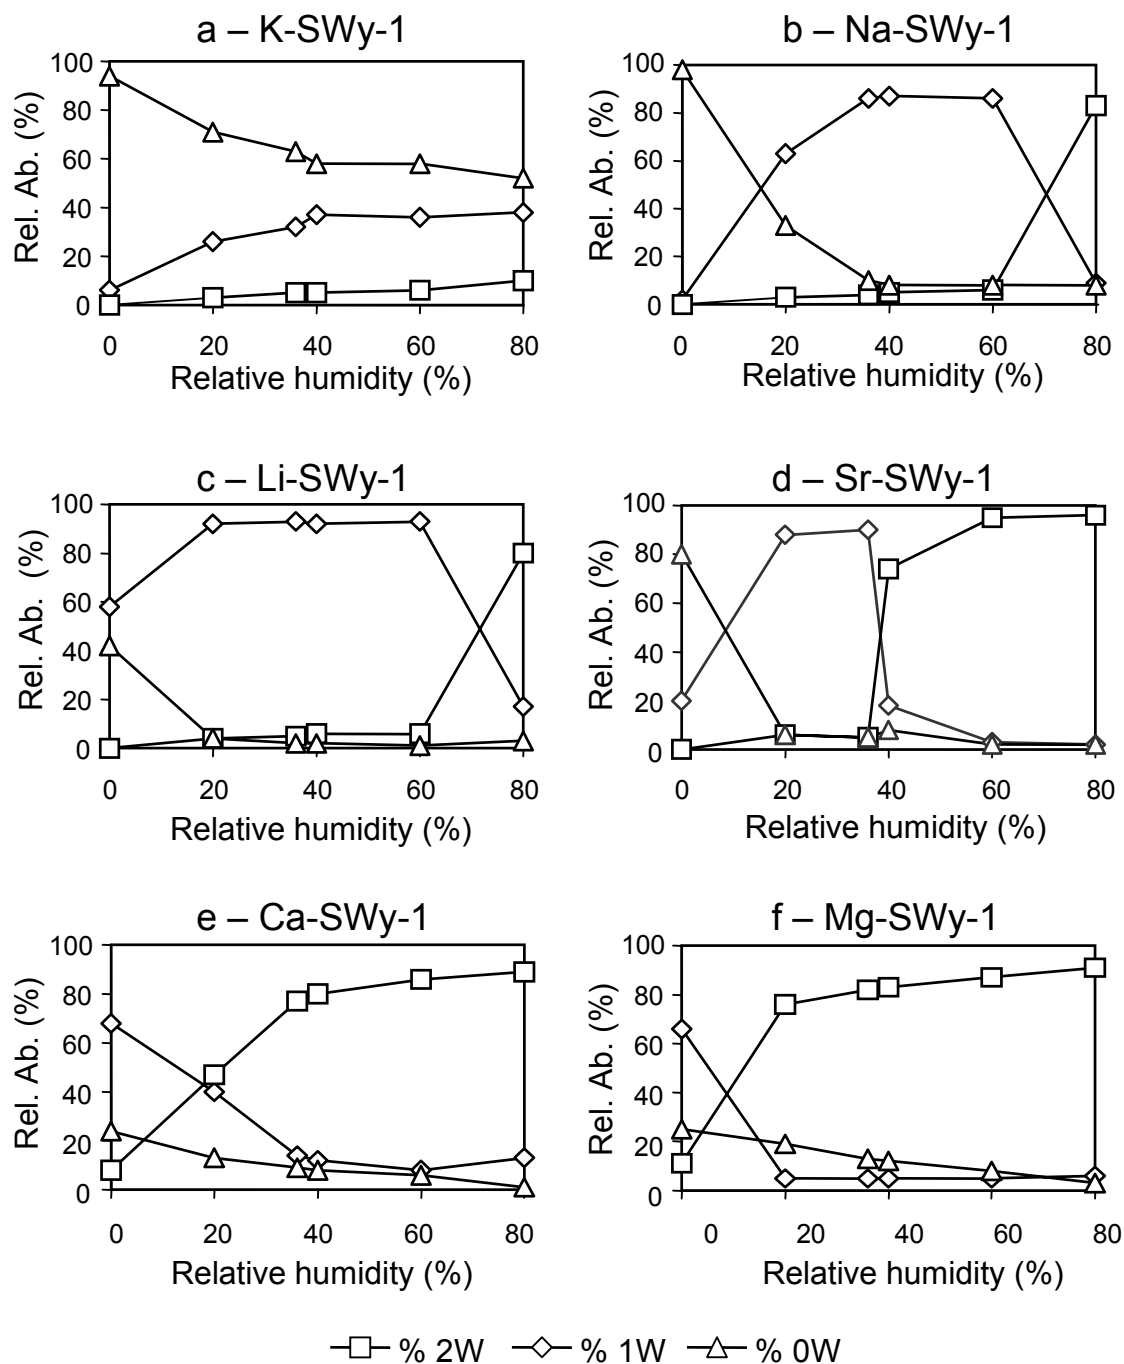 a – K-SWy-1
b – Na-SWy-1
100
80
60
40
20
0
Rel. Ab. (%)
0 20 40 60 80
Relative humidity (%)
100
80
60
40
20
0
Rel. Ab. (%)
0 20 40 60 80
Relative humidity (%)
c – Li-SWy-1
d – Sr-SWy-1
100
80
60
40
20
0
Rel. Ab. (%)
0 20 40 60 80
Relative humidity (%)
100
80
60
40
20
0
Rel. Ab. (%)
0 20 40 60 80
Relative humidity (%)
e – Ca-SWy-1
f – Mg-SWy-1
100
80
60
40
20
0
Rel. Ab. (%)
0 20 40 60 80
Relative humidity (%)
100
80
60
40
20
0
Rel. Ab. (%)
0 20 40 60 80
Relative humidity (%)
% 2W % 1W % 0W